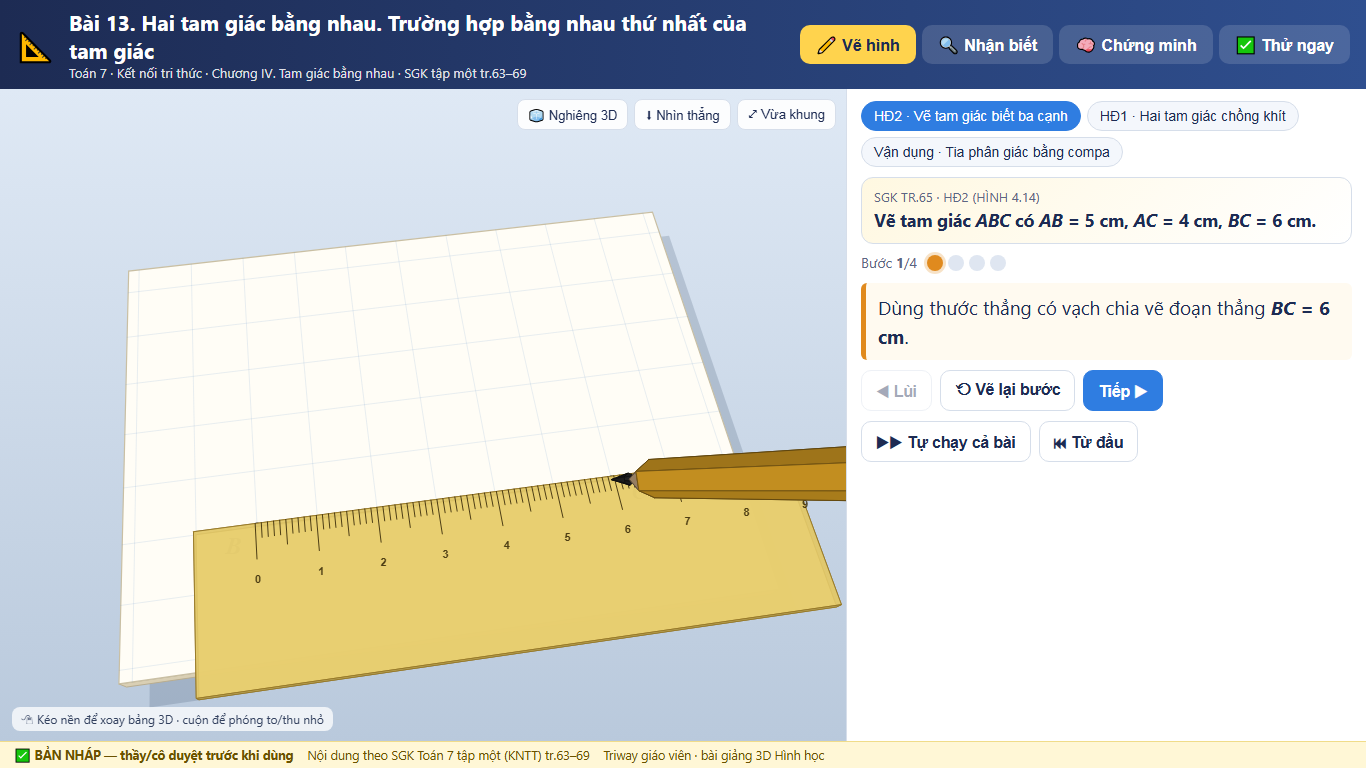 Bài 13. Hai tam giác bằng nhau. Trường hợp bằng nhau thứ nhất của
tam giác
Toán 7 · Kết nối tri thức · Chương IV. Tam giác bằng nhau · SGK tập một tr.63–69
Vẽ hình
Nhận biết
Chứng minh
Thử ngay
Nghiêng 3D
⬇ Nhìn thẳng
⤢ Vừa khung
HĐ2 · Vẽ tam giác biết ba cạnh
HĐ1 · Hai tam giác chồng khít
Vận dụng · Tia phân giác bằng compa
SGK TR.65 · HĐ2 (HÌNH 4.14)
Vẽ tam giác ABC có AB = 5 cm, AC = 4 cm, BC = 6 cm.
Bước 1/4
Dùng thước thẳng có vạch chia vẽ đoạn thẳng BC = 6
cm.
◀ Lùi
⟲ Vẽ lại bước
Tiếp ▶
▶▶ Tự chạy cả bài
⏮ Từ đầu
0 1 2 3 4 5 6 7 8 9
Kéo nền để xoay bảng 3D · cuộn để phóng to/thu nhỏ
✅ BẢN NHÁP — thầy/cô duyệt trước khi dùng Nội dung theo SGK Toán 7 tập một (KNTT) tr.63–69 Triway giáo viên · bài giảng 3D Hình học